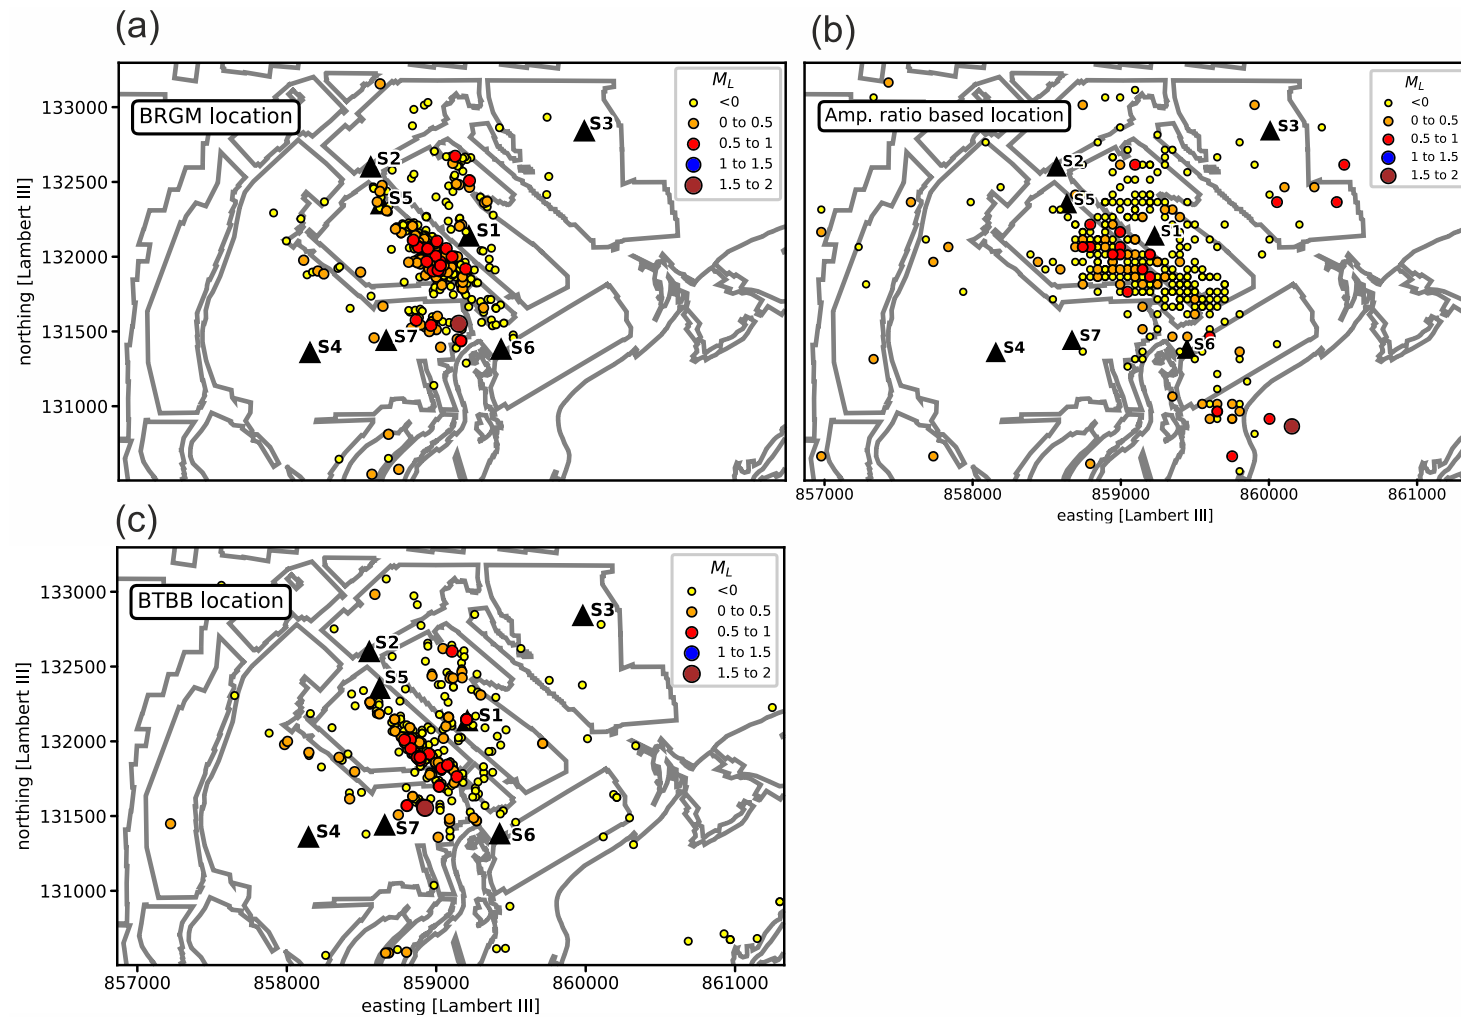 (a)
(b)
BRGM location
M_L
<0
0 to 0.5
0.5 to 1
1 to 1.5
1.5 to 2
S3
S2
S5
S1
S7
S4
S6
133000
132500
132000
131500
131000
northing [Lambert III]
Amp. ratio based location
M_L
<0
0 to 0.5
0.5 to 1
1 to 1.5
1.5 to 2
S3
S2
S5
S1
S7
S4
S6
857000
858000
859000
860000
861000
easting [Lambert III]
(c)
BTBB location
M_L
<0
0 to 0.5
0.5 to 1
1 to 1.5
1.5 to 2
S3
S2
S5
S1
S4
S7
S6
133000
132500
132000
131500
131000
northing [Lambert III]
857000
858000
859000
860000
861000
easting [Lambert III]